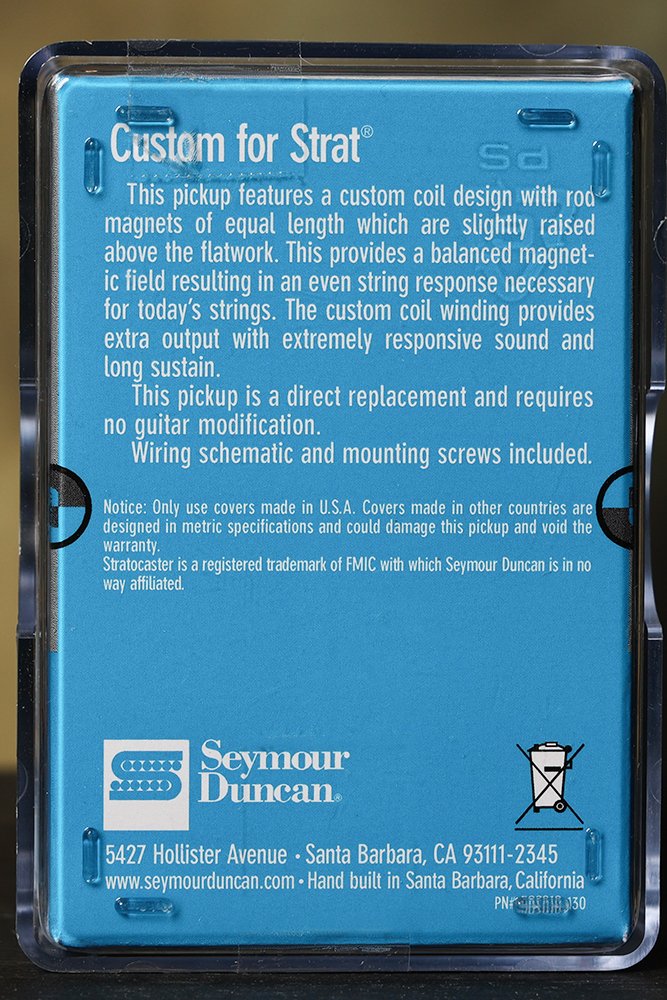 Custom for Strat®
This pickup features a custom coil design with rod
magnets of equal length which are slightly raised
above the flatwork. This provides a balanced magnet-
ic field resulting in an even string response necessary
for today's strings. The custom coil winding provides
extra output with extremely responsive sound and
long sustain.
This pickup is a direct replacement and requires
no guitar modification.
Wiring schematic and mounting screws included.
Notice: Only use covers made in U.S.A. Covers made in other countries are
designed in metric specifications and could damage this pickup and void the
warranty.
Stratocaster is a registered trademark of FMIC with which Seymour Duncan is in no
way affiliated.
Seymour
Duncan®
5427 Hollister Avenue • Santa Barbara, CA 93111-2345
www.seymourduncan.com • Hand built in Santa Barbara, California
PN#